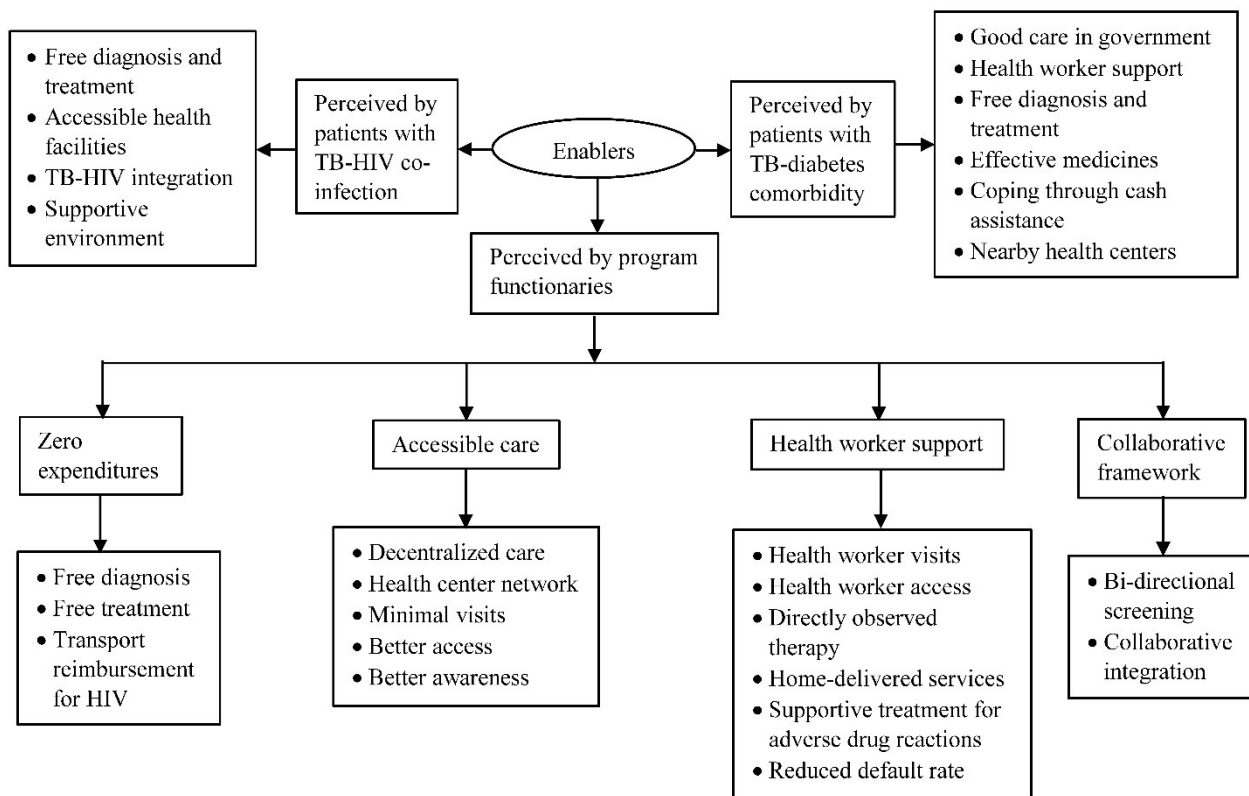 • Free diagnosis and
treatment
• Accessible health
facilities
• TB-HIV integration
• Supportive
environment
Perceived by
patients with
TB-HIV co-
infection
Enablers
Perceived by
patients with
TB-diabetes
comorbidity
• Good care in government
• Health worker support
• Free diagnosis and
treatment
• Effective medicines
• Coping through cash
assistance
• Nearby health centers
Perceived by program
functionaries
Zero
expenditures
Accessible care
Health worker support
Collaborative
framework
• Free diagnosis
• Free treatment
• Transport
reimbursement
for HIV
• Decentralized care
• Health center network
• Minimal visits
• Better access
• Better awareness
• Health worker visits
• Health worker access
• Directly observed
therapy
• Home-delivered services
• Supportive treatment for
adverse drug reactions
• Reduced default rate
• Bi-directional
screening
• Collaborative
integration